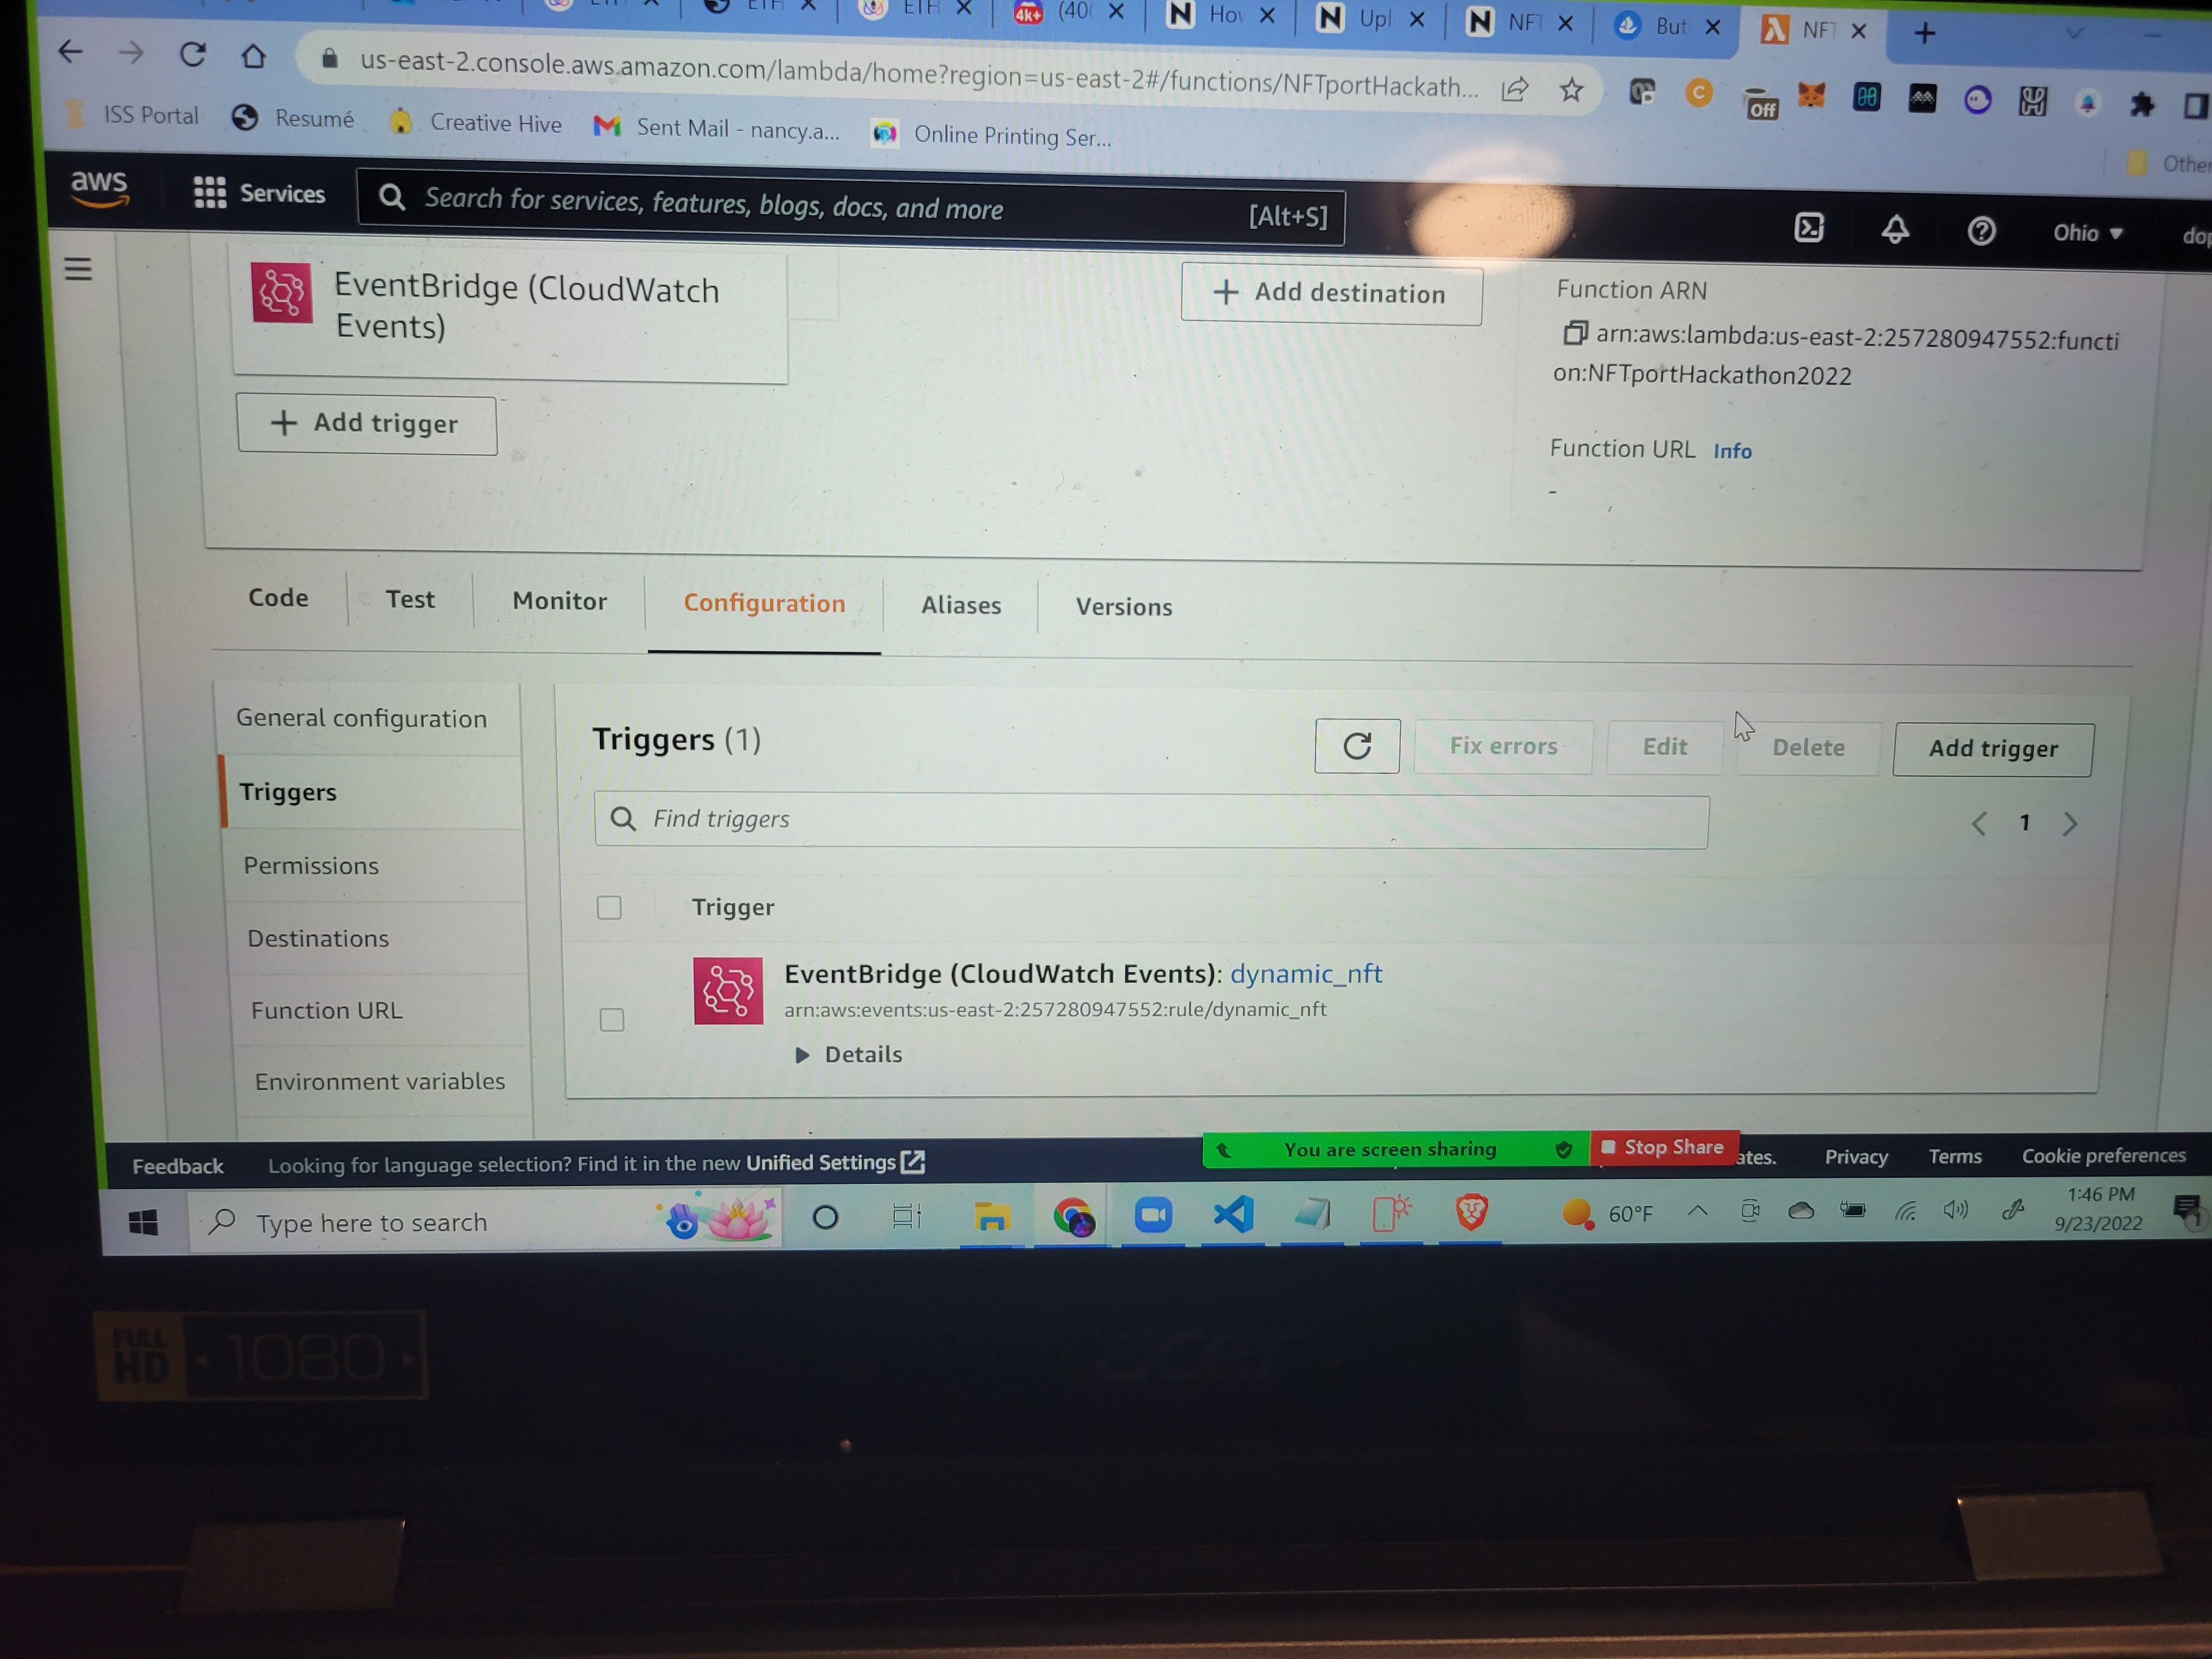 ETH
ETH
4k+ (40
N Hov
N Upl
N NFT
But
NFT
us-east-2.console.aws.amazon.com/lambda/home?region=us-east-2#/functions/NFTportHackath...
Off
ISS Portal
Resumé
Creative Hive
Sent Mail - nancy.a...
Online Printing Ser...
Other
aws
Services
Search for services, features, blogs, docs, and more
[Alt+S]
Ohio
dop
EventBridge (CloudWatch
Events)
+ Add destination
+ Add trigger
Function ARN
arn:aws:lambda:us-east-2:257280947552:functi
on:NFTportHackathon2022
Function URL Info
-
Code
Test
Monitor
Configuration
Aliases
Versions
General configuration
Triggers
Permissions
Destinations
Function URL
Environment variables
Triggers (1)
Fix errors
Edit
Delete
Add trigger
Find triggers
1
Trigger
EventBridge (CloudWatch Events): dynamic_nft
arn:aws:events:us-east-2:257280947552:rule/dynamic_nft
Details
Feedback
Looking for language selection? Find it in the new Unified Settings
You are screen sharing
Stop Share
ates.
Privacy
Terms
Cookie preferences
Type here to search
60°F
1:46 PM
9/23/2022
1
FULL
HD
1080
acer